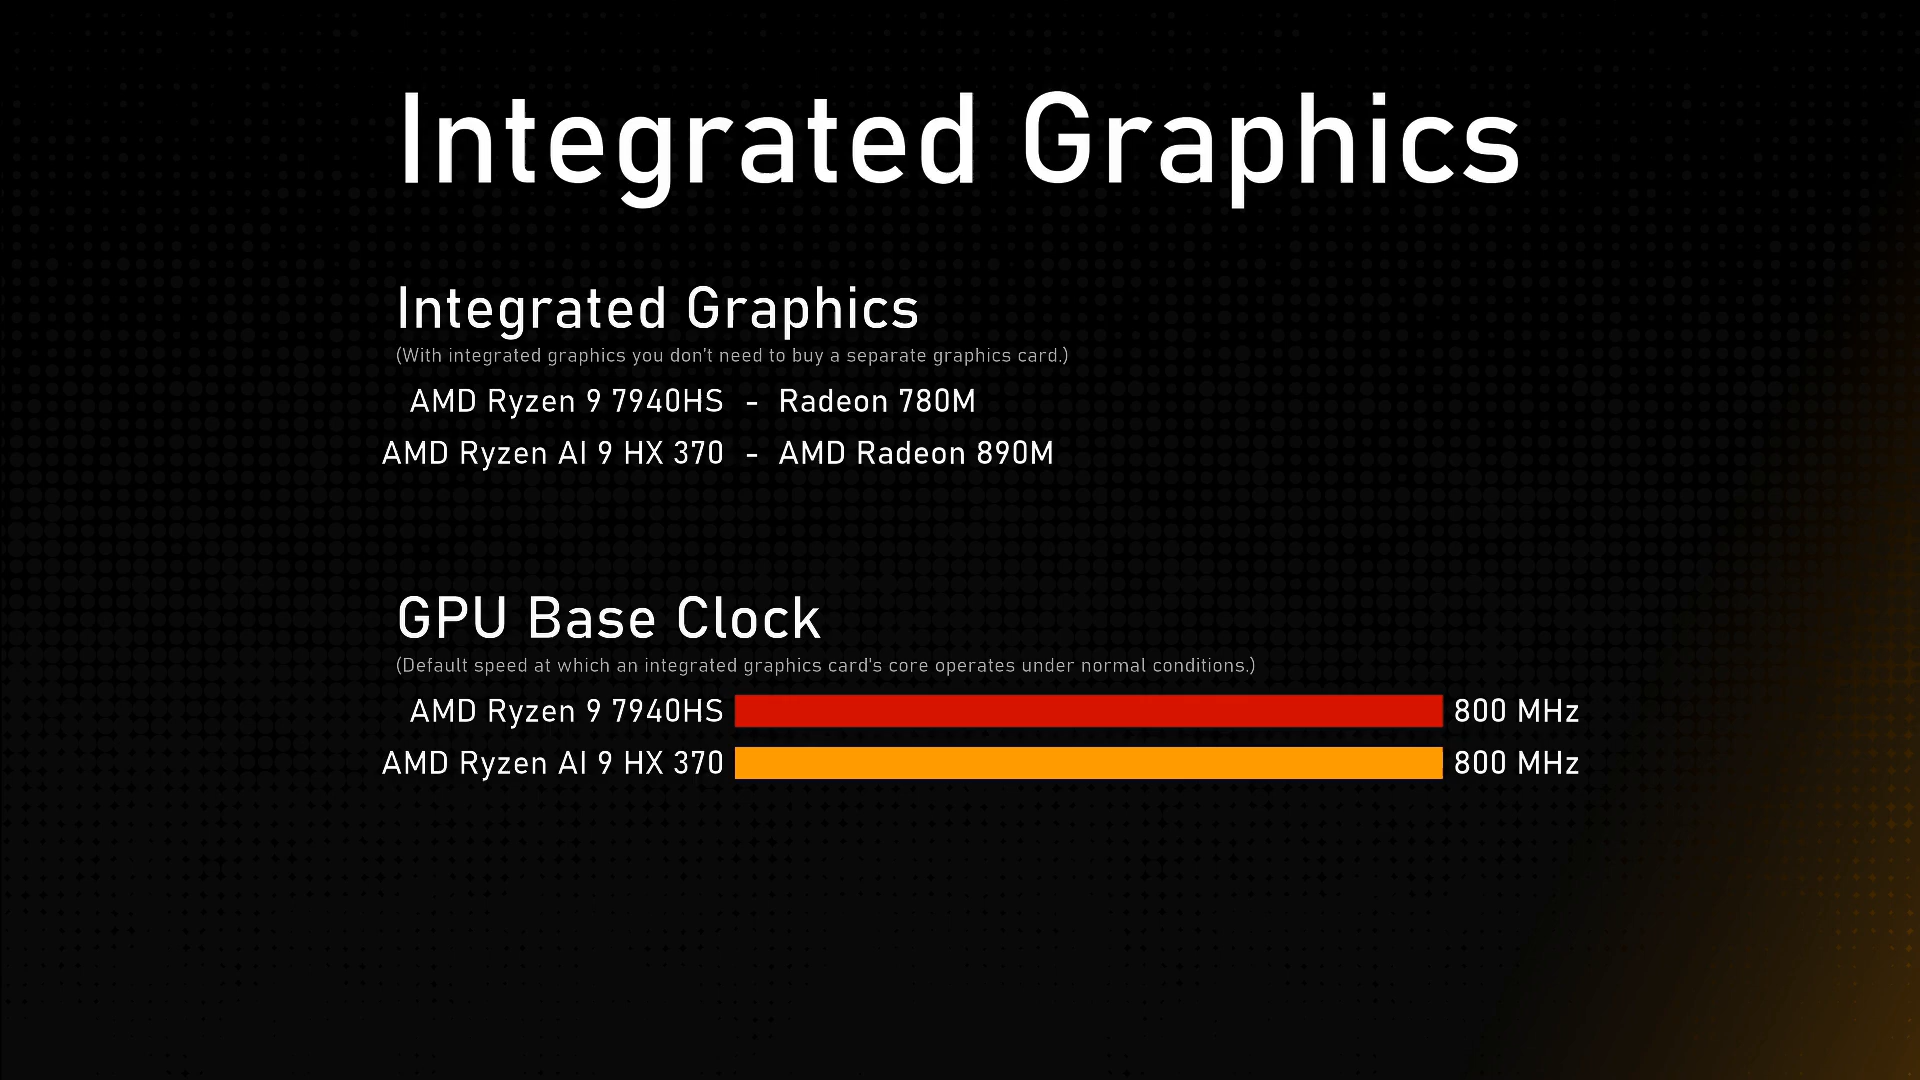 Integrated Graphics
Integrated Graphics
(With integrated graphics you don't need to buy a separate graphics card.)
AMD Ryzen 9 7940HS - Radeon 780M
AMD Ryzen AI 9 HX 370 - AMD Radeon 890M
GPU Base Clock
(Default speed at which an integrated graphics card's core operates under normal conditions.)
AMD Ryzen 9 7940HS 800 MHz
AMD Ryzen AI 9 HX 370 800 MHz